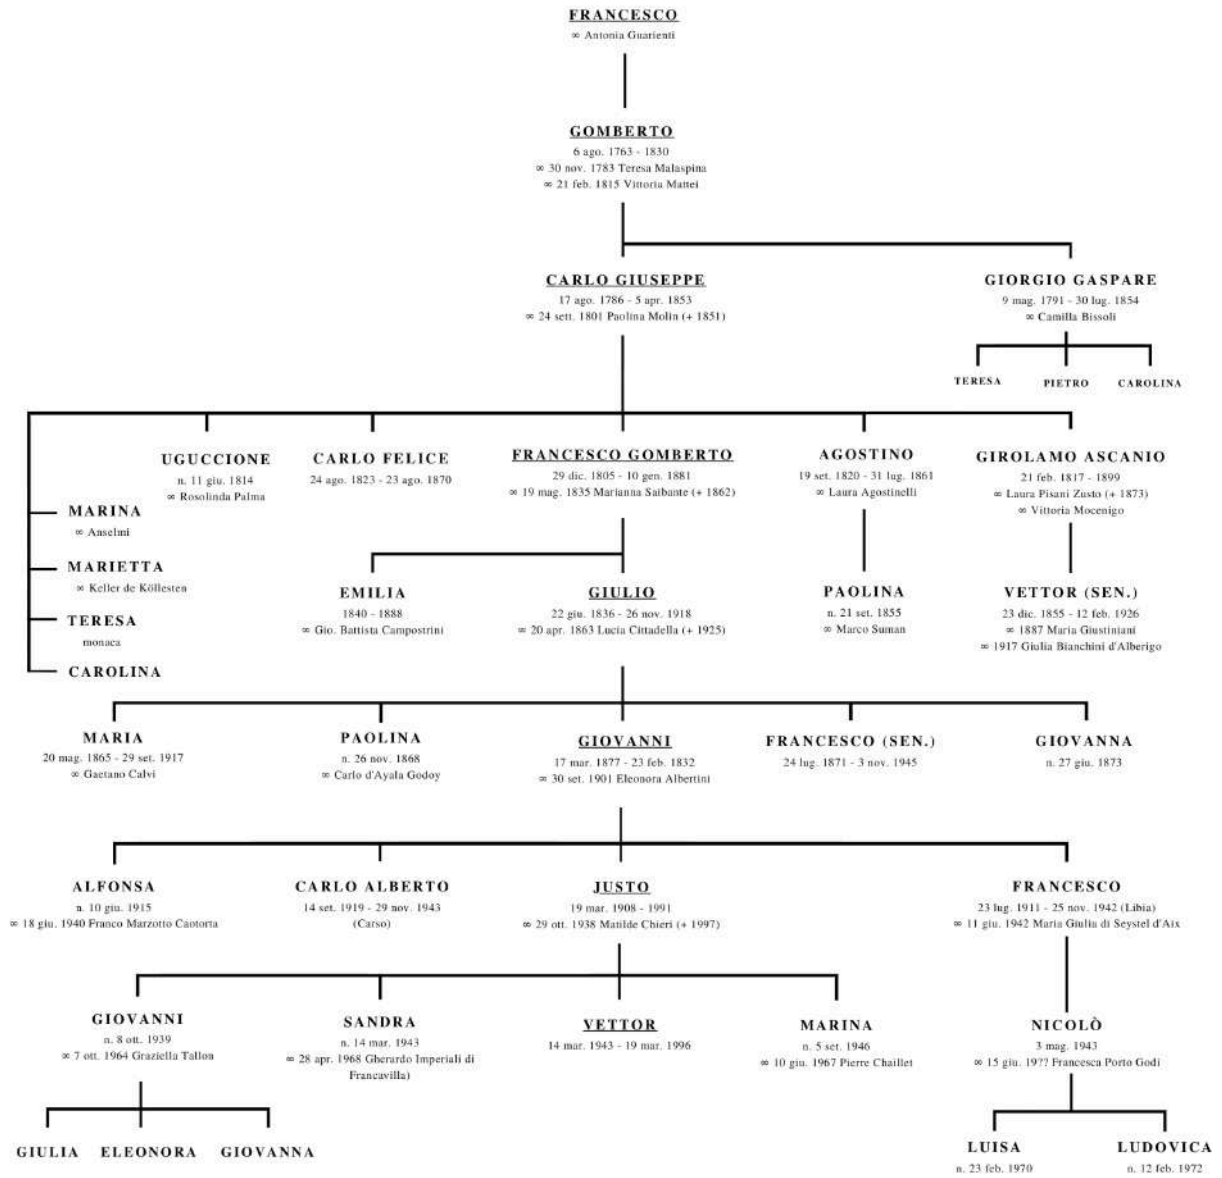 FRANCESCO
∞ Antonia Guarienti
GOMBERTO
6 ago. 1763 - 1830
∞ 30 nov. 1783 Teresa Malaspina
∞ 21 feb. 1815 Vittoria Mattei
CARLO GIUSEPPE
17 ago. 1786 - 5 apr. 1853
∞ 24 sett. 1801 Paolina Molin (+ 1851)
GIORGIO GASPARE
9 mag. 1791 - 30 lug. 1854
∞ Camilla Bissoli
TERESA
PIETRO
CAROLINA
UGUCCIONE
n. 11 giu. 1814
∞ Rosolinda Palma
CARLO FELICE
24 ago. 1823 - 23 ago. 1870
FRANCESCO GOMBERTO
29 dic. 1805 - 10 gen. 1881
∞ 19 mag. 1835 Marianna Saibante (+ 1862)
AGOSTINO
19 set. 1820 - 31 lug. 1861
∞ Laura Agostinelli
GIROLAMO ASCANIO
21 feb. 1817 - 1899
∞ Laura Pisani Zusto (+ 1873)
∞ Vittoria Mocenigo
MARINA
∞ Anselmi
MARIETTA
∞ Keller de Köllesten
TERESA
monaca
CAROLINA
EMILIA
1840 - 1888
∞ Gio. Battista Campostrini
GIULIO
22 giu. 1836 - 26 nov. 1918
∞ 20 apr. 1863 Lucia Cittadella (+ 1925)
PAOLINA
n. 21 set. 1855
∞ Marco Suman
VETTOR (SEN.)
23 dic. 1855 - 12 feb. 1926
∞ 1887 Maria Giustiniani
∞ 1917 Giulia Bianchini d'Alberigo
MARIA
20 mag. 1865 - 29 set. 1917
∞ Gaetano Calvi
PAOLINA
n. 26 nov. 1868
∞ Carlo d'Ayala Godoy
GIOVANNI
17 mar. 1877 - 23 feb. 1832
∞ 30 set. 1901 Eleonora Albertini
FRANCESCO (SEN.)
24 lug. 1871 - 3 nov. 1945
GIOVANNA
n. 27 giu. 1873
ALFONSA
n. 10 giu. 1915
∞ 18 giu. 1940 Franco Marzotto Caotorta
CARLO ALBERTO
14 set. 1919 - 29 nov. 1943
(Carso)
JUSTO
19 mar. 1908 - 1991
∞ 29 ott. 1938 Matilde Chieri (+ 1997)
FRANCESCO
23 lug. 1911 - 25 nov. 1942 (Libia)
∞ 11 giu. 1942 Maria Giulia di Seystel d'Aix
GIOVANNI
n. 8 ott. 1939
∞ 7 ott. 1964 Graziella Tallon
SANDRA
n. 14 mar. 1943
∞ 28 apr. 1968 Gherardo Imperiali di
Francavilla)
VETTOR
14 mar. 1943 - 19 mar. 1996
MARINA
n. 5 set. 1946
∞ 10 giu. 1967 Pierre Chaillet
NICOLÒ
3 mag. 1943
∞ 15 giu. 19?? Francesca Porto Godi
GIULIA
ELEONORA
GIOVANNA
LUISA
n. 23 feb. 1970
LUDOVICA
n. 12 feb. 1972